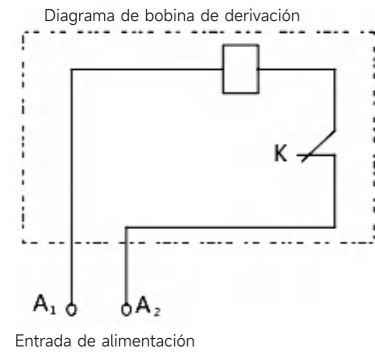 Diagrama de bobina de derivación
K
A₁ A₂
Entrada de alimentación